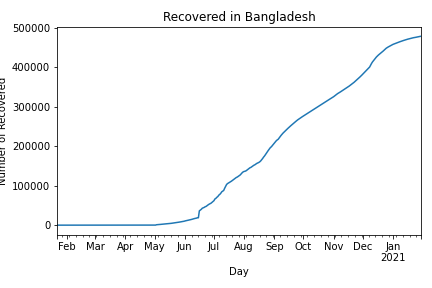 Recovered in Bangladesh
Number of Recovered
500000
400000
300000
200000
100000
0
Feb Mar Apr May Jun Jul Aug Sep Oct Nov Dec Jan
2021
Day